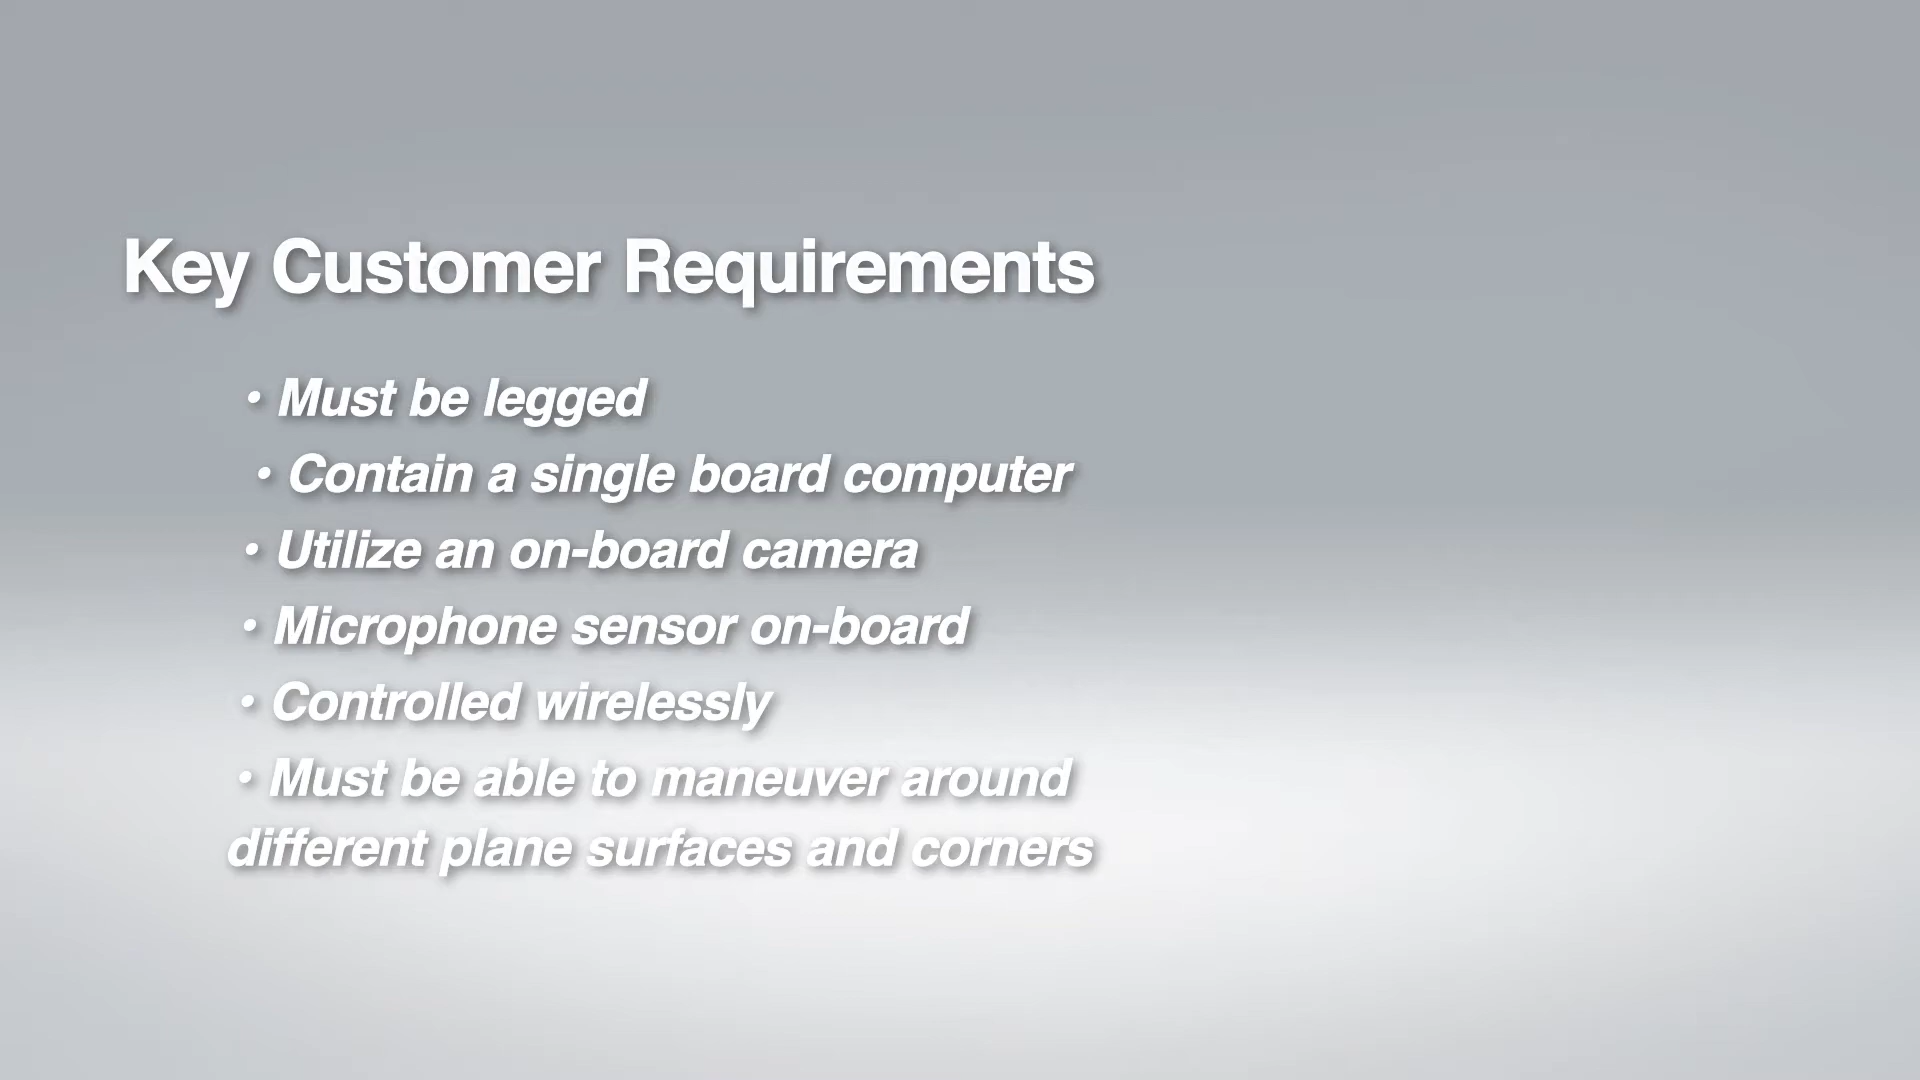 Key Customer Requirements
• Must be legged
• Contain a single board computer
• Utilize an on-board camera
• Microphone sensor on-board
• Controlled wirelessly
• Must be able to maneuver around
different plane surfaces and corners